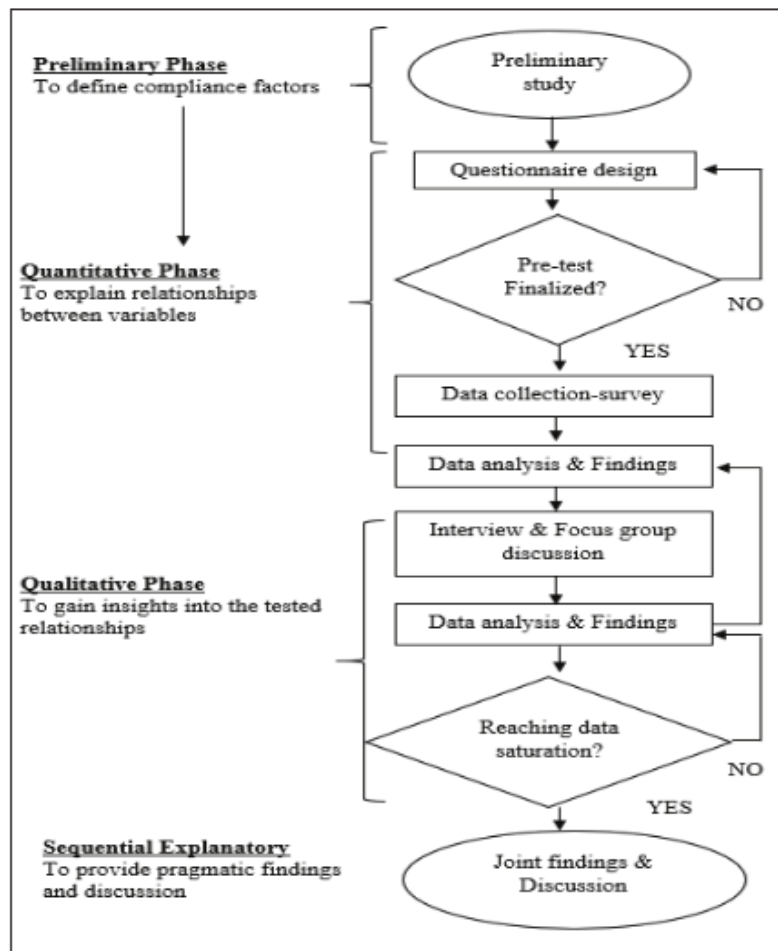 Preliminary Phase
To define compliance factors
Preliminary
study
Questionnaire design
Quantitative Phase
To explain relationships
between variables
Pre-test
Finalized?
NO
YES
Data collection-survey
Data analysis & Findings
Interview & Focus group
discussion
Qualitative Phase
To gain insights into the tested
relationships
Data analysis & Findings
Reaching data
saturation?
NO
YES
Sequential Explanatory
To provide pragmatic findings
and discussion
Joint findings &
Discussion